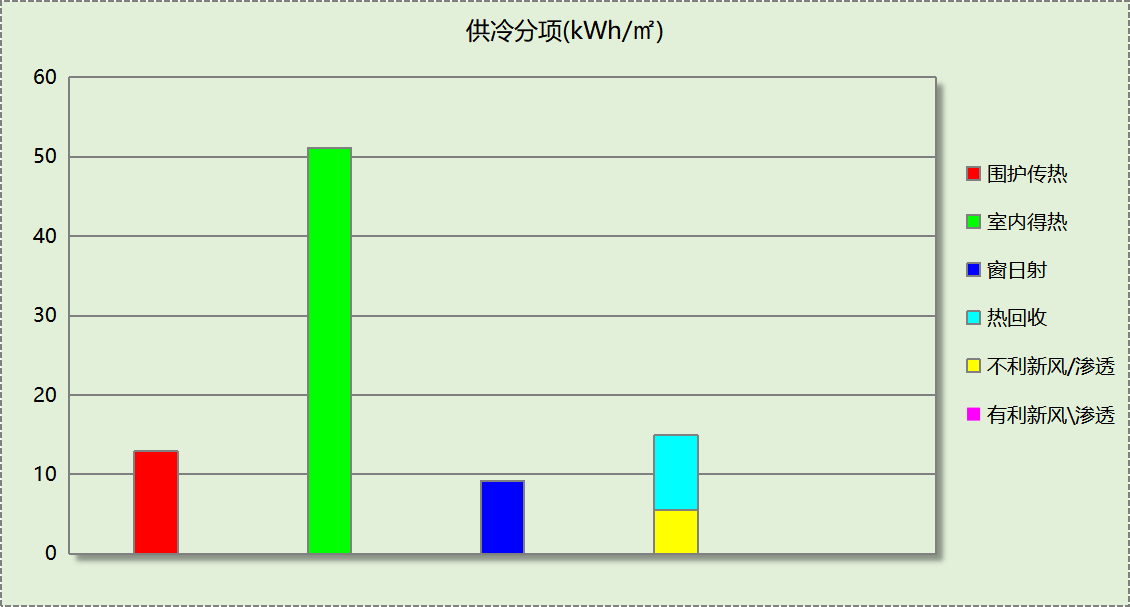 供冷分项(kWh/㎡)
60
50
40
30
20
10
0
围护传热
室内得热
窗日射
热回收
不利新风/渗透
有利新风\渗透